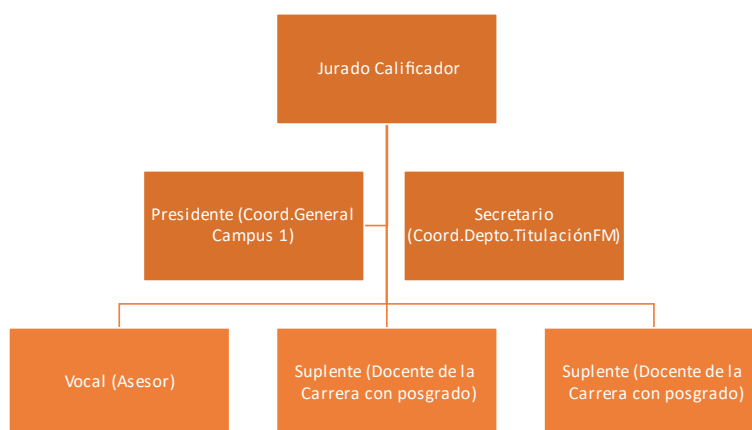 Jurado Calificador
Presidente (Coord.General
Campus 1)
Secretario
(Coord.Depto.TitulaciónFM)
Vocal (Asesor)
Suplente (Docente de la
Carrera con posgrado)
Suplente (Docente de la
Carrera con posgrado)